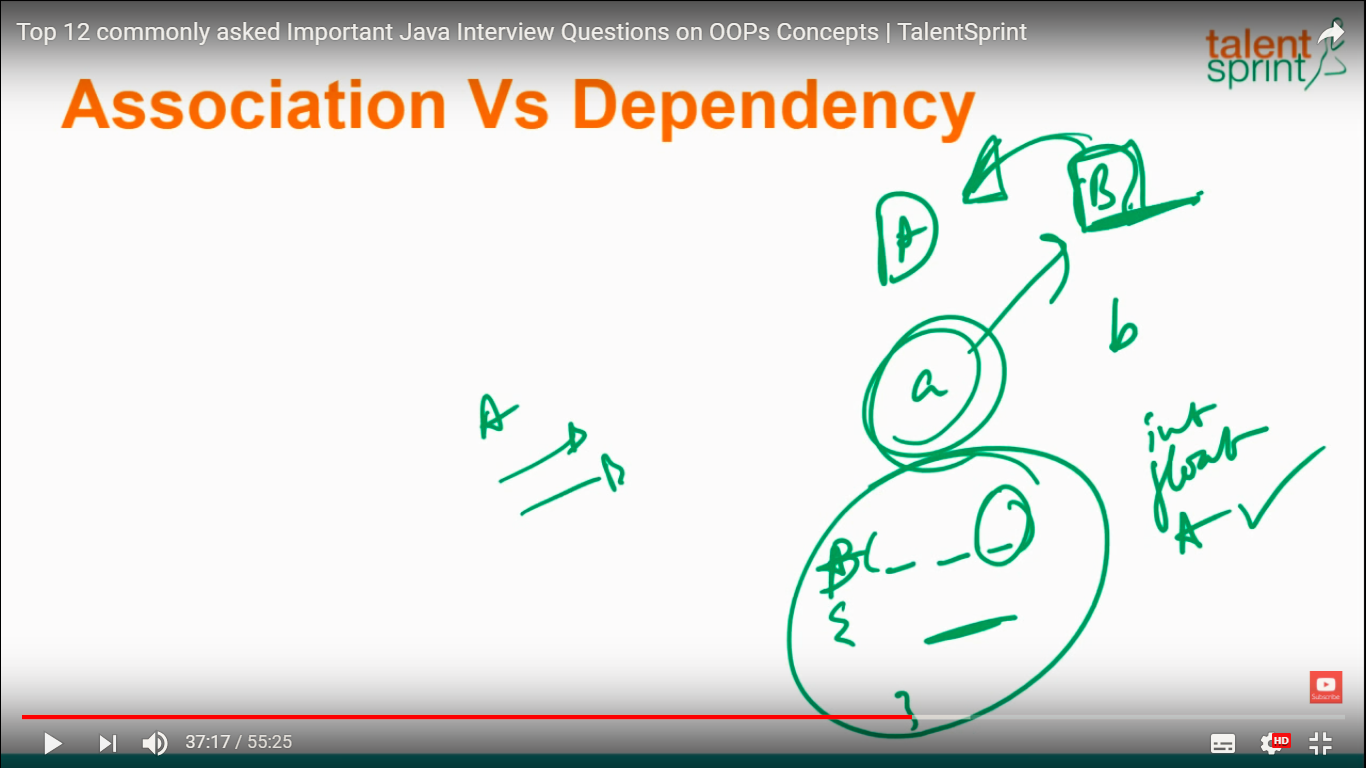 Top 12 commonly asked Important Java Interview Questions on OOPs Concepts | TalentSprint
talent
sprint
Association Vs Dependency
B
A
b
a
A
int
float
A
B(
{
}
Subscribe
37:17 / 55:25
HD